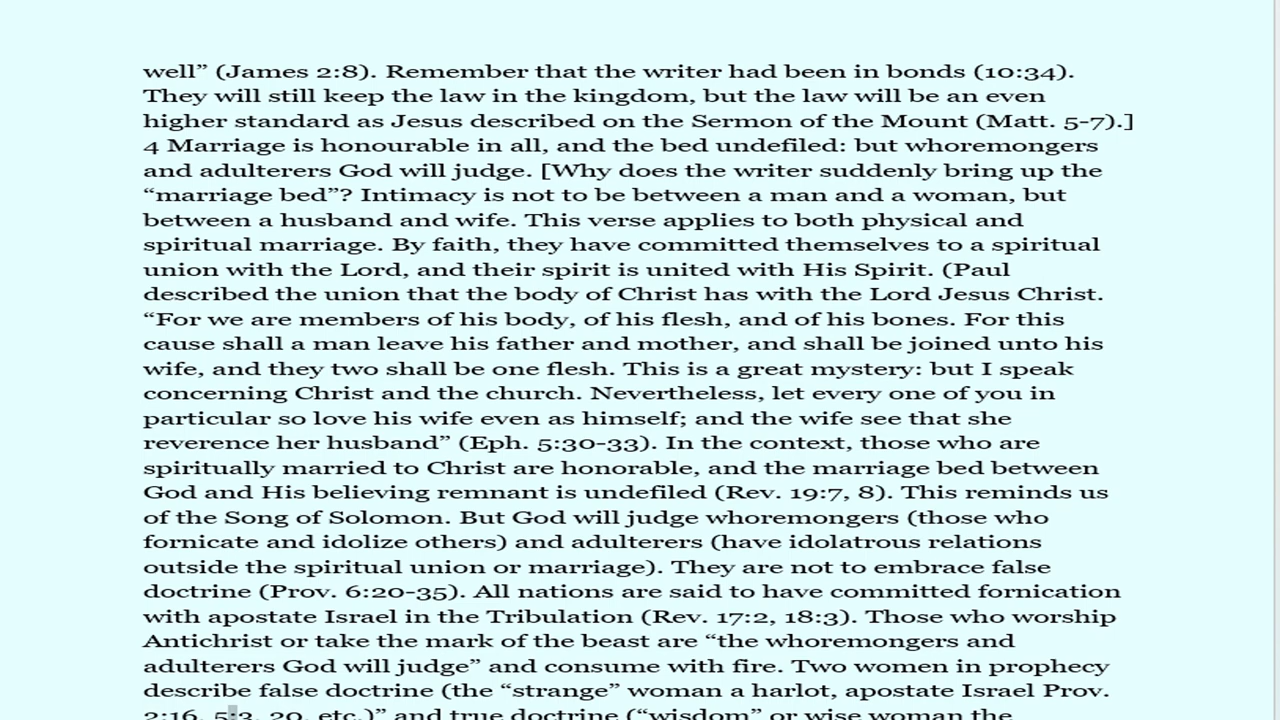 well” (James 2:8). Remember that the writer had been in bonds (10:34).
They will still keep the law in the kingdom, but the law will be an even
higher standard as Jesus described on the Sermon of the Mount (Matt. 5-7).]
4 Marriage is honourable in all, and the bed undefiled: but whoremongers
and adulterers God will judge. [Why does the writer suddenly bring up the
“marriage bed”? Intimacy is not to be between a man and a woman, but
between a husband and wife. This verse applies to both physical and
spiritual marriage. By faith, they have committed themselves to a spiritual
union with the Lord, and their spirit is united with His Spirit. (Paul
described the union that the body of Christ has with the Lord Jesus Christ.
“For we are members of his body, of his flesh, and of his bones. For this
cause shall a man leave his father and mother, and shall be joined unto his
wife, and they two shall be one flesh. This is a great mystery: but I speak
concerning Christ and the church. Nevertheless, let every one of you in
particular so love his wife even as himself; and the wife see that she
reverence her husband” (Eph. 5:30-33). In the context, those who are
spiritually married to Christ are honorable, and the marriage bed between
God and His believing remnant is undefiled (Rev. 19:7, 8). This reminds us
of the Song of Solomon. But God will judge whoremongers (those who
fornicate and idolize others) and adulterers (have idolatrous relations
outside the spiritual union or marriage). They are not to embrace false
doctrine (Prov. 6:20-35). All nations are said to have committed fornication
with apostate Israel in the Tribulation (Rev. 17:2, 18:3). Those who worship
Antichrist or take the mark of the beast are “the whoremongers and
adulterers God will judge” and consume with fire. Two women in prophecy
describe false doctrine (the “strange” woman a harlot, apostate Israel Prov.
2:16, 5:3, 20, etc.)” and true doctrine (“wisdom” or wise woman the